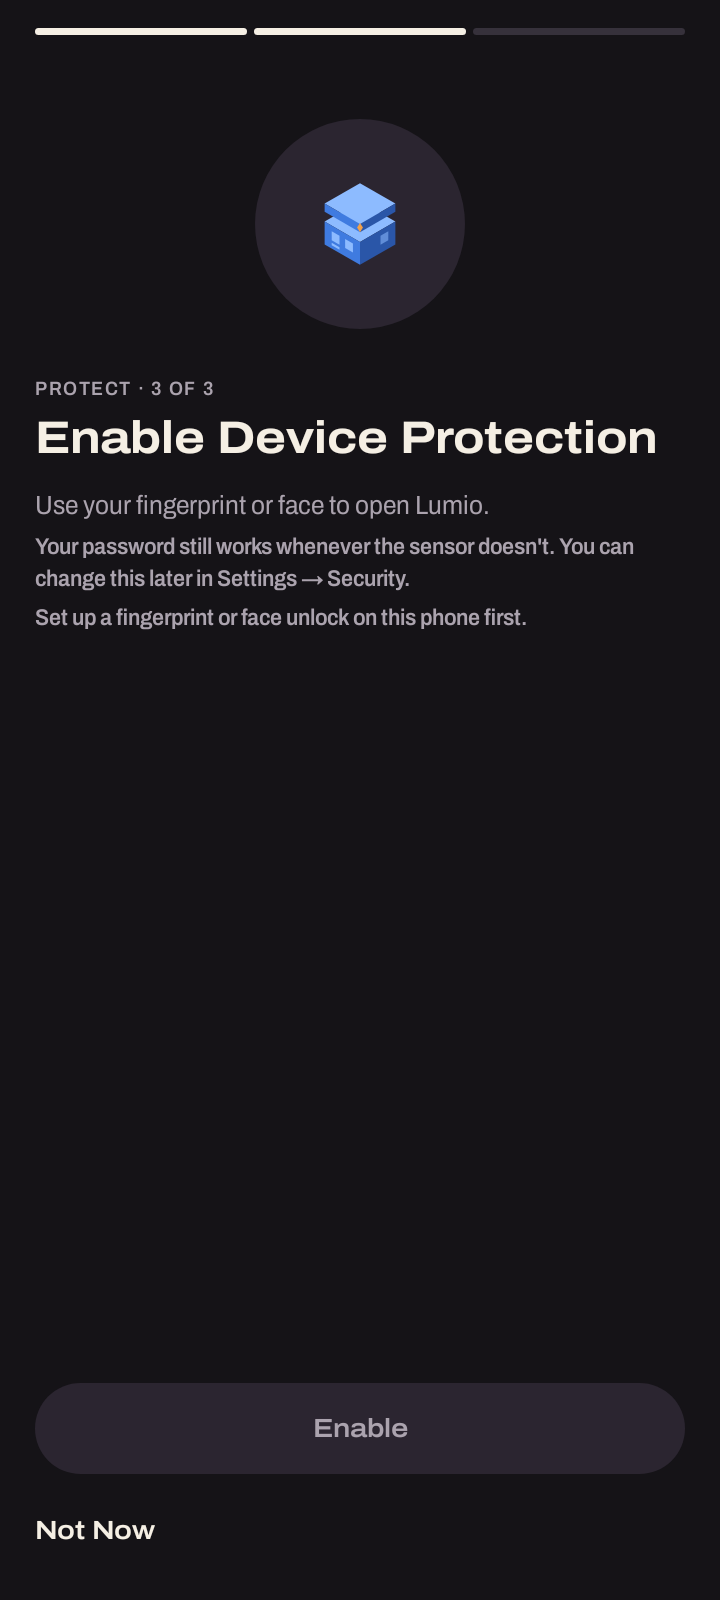 PROTECT · 3 OF 3
Enable Device Protection
Use your fingerprint or face to open Lumio.
Your password still works whenever the sensor doesn't. You can
change this later in Settings → Security.
Set up a fingerprint or face unlock on this phone first.
Enable
Not Now